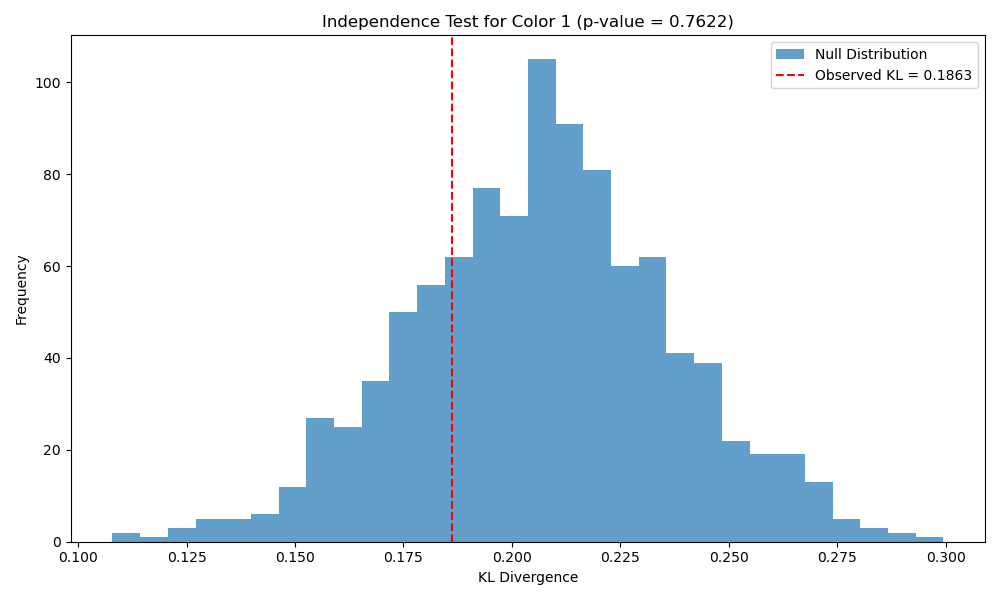 Independence Test for Color 1 (p-value = 0.7622)
Null Distribution
Observed KL = 0.1863
Frequency
100
80
60
40
20
0
0.100 0.125 0.150 0.175 0.200 0.225 0.250 0.275 0.300
KL Divergence